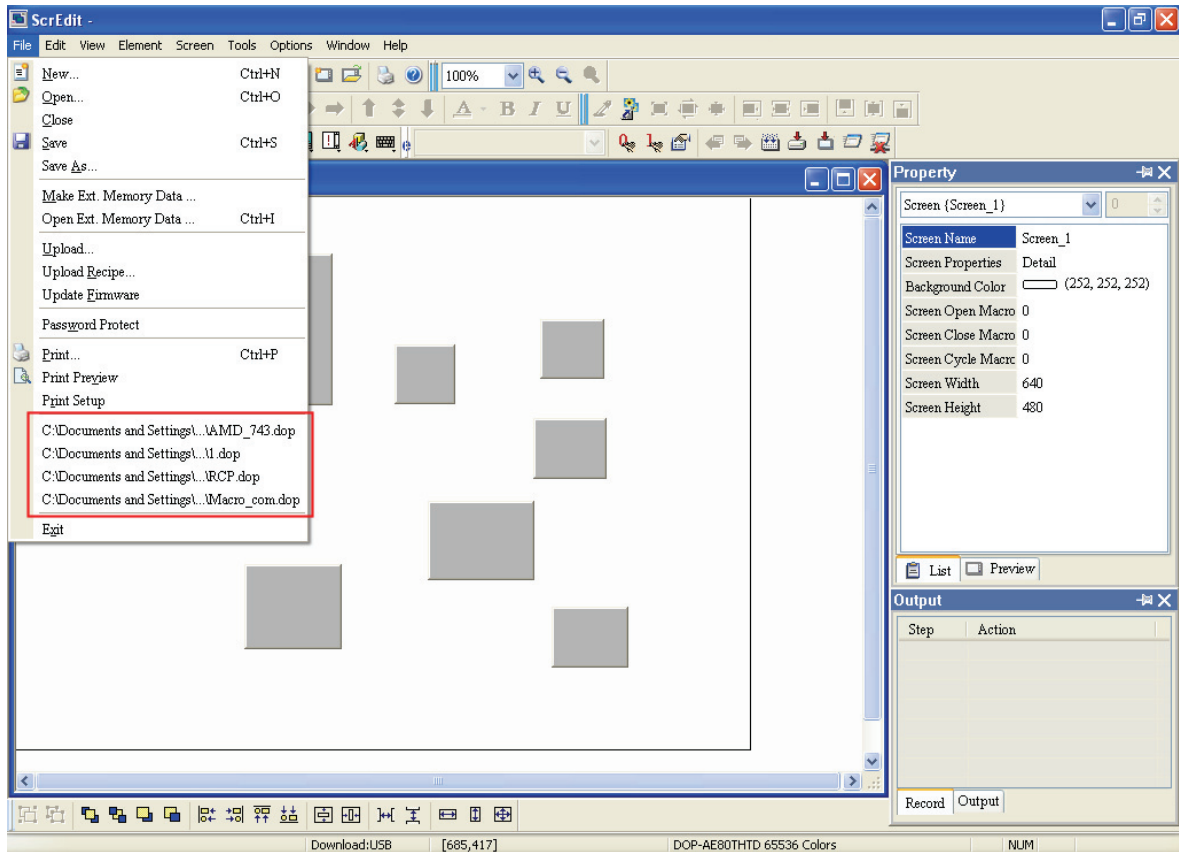 ScrEdit -
File Edit View Element Screen Tools Options Window Help
New... Ctrl+N
Open... Ctrl+O
Close
Save Ctrl+S
Save As...
Make Ext. Memory Data ...
Open Ext. Memory Data ... Ctrl+I
Upload...
Upload Recipe...
Update Firmware
Password Protect
Print... Ctrl+P
Print Preview
Print Setup
C:\Documents and Settings\...\AMD_743.dop
C:\Documents and Settings\...\1.dop
C:\Documents and Settings\...\RCP.dop
C:\Documents and Settings\...\Macro_com.dop
Exit
100%
A B I U
Property
Screen {Screen_1} 0
Screen Name Screen_1
Screen Properties Detail
Background Color (252, 252, 252)
Screen Open Macro 0
Screen Close Macro 0
Screen Cycle Macrc 0
Screen Width 640
Screen Height 480
List Preview
Output
Step Action
Record Output
Download:USB [685,417] DOP-AE80THTD 65536 Colors NUM